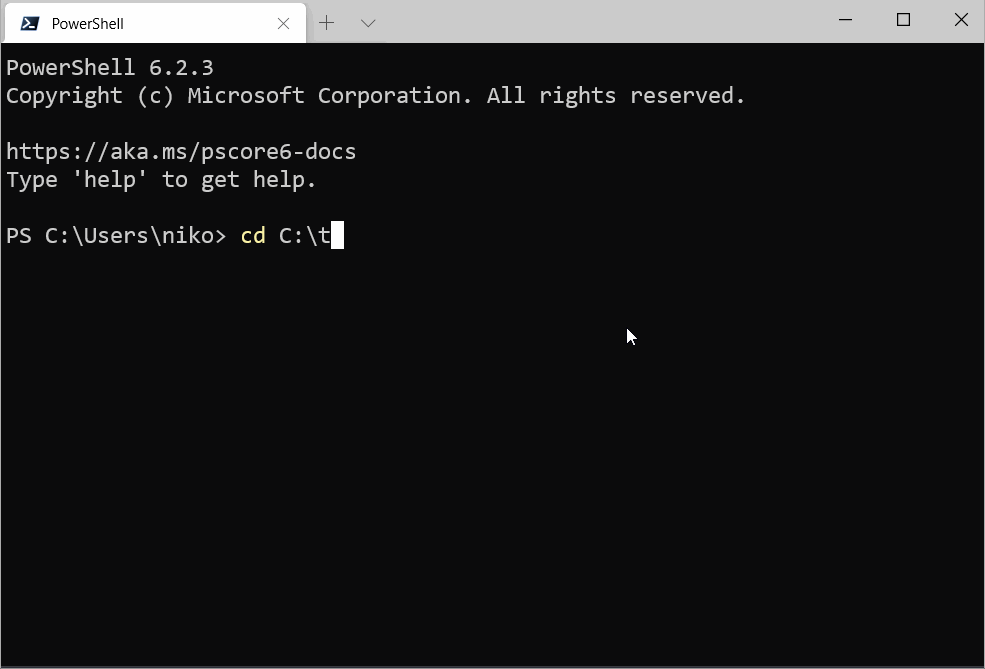 PowerShell
PowerShell 6.2.3
Copyright (c) Microsoft Corporation. All rights reserved.
https://aka.ms/pscore6-docs
Type 'help' to get help.
PS C:\Users\niko> cd C:\t